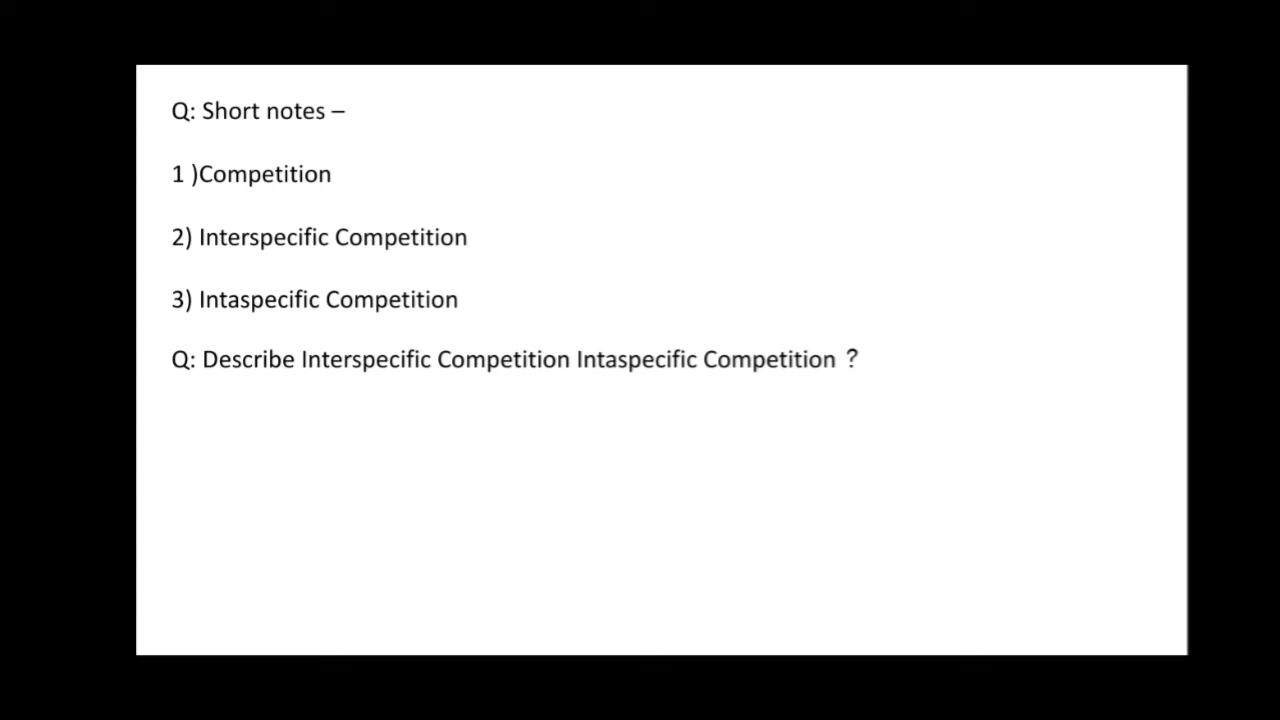 Q: Short notes –
1 )Competition
2) Interspecific Competition
3) Intaspecific Competition
Q: Describe Interspecific Competition Intaspecific Competition ?